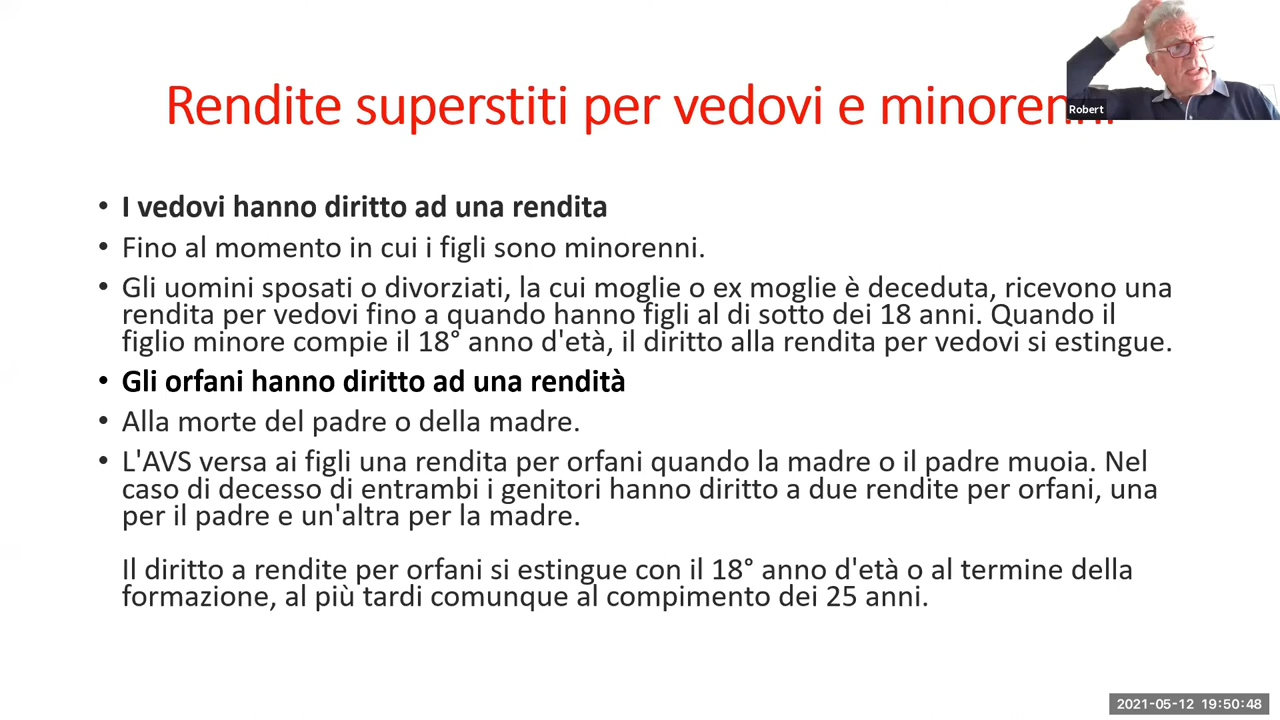 Rendite superstiti per vedovi e minorenni
Robert
• I vedovi hanno diritto ad una rendita
• Fino al momento in cui i figli sono minorenni.
• Gli uomini sposati o divorziati, la cui moglie o ex moglie è deceduta, ricevono una
rendita per vedovi fino a quando hanno figli al di sotto dei 18 anni. Quando il
figlio minore compie il 18° anno d'età, il diritto alla rendita per vedovi si estingue.
• Gli orfani hanno diritto ad una rendità
• Alla morte del padre o della madre.
• L'AVS versa ai figli una rendita per orfani quando la madre o il padre muoia. Nel
caso di decesso di entrambi i genitori hanno diritto a due rendite per orfani, una
per il padre e un'altra per la madre.
Il diritto a rendite per orfani si estingue con il 18° anno d'età o al termine della
formazione, al più tardi comunque al compimento dei 25 anni.
2021-05-12 19:50:48